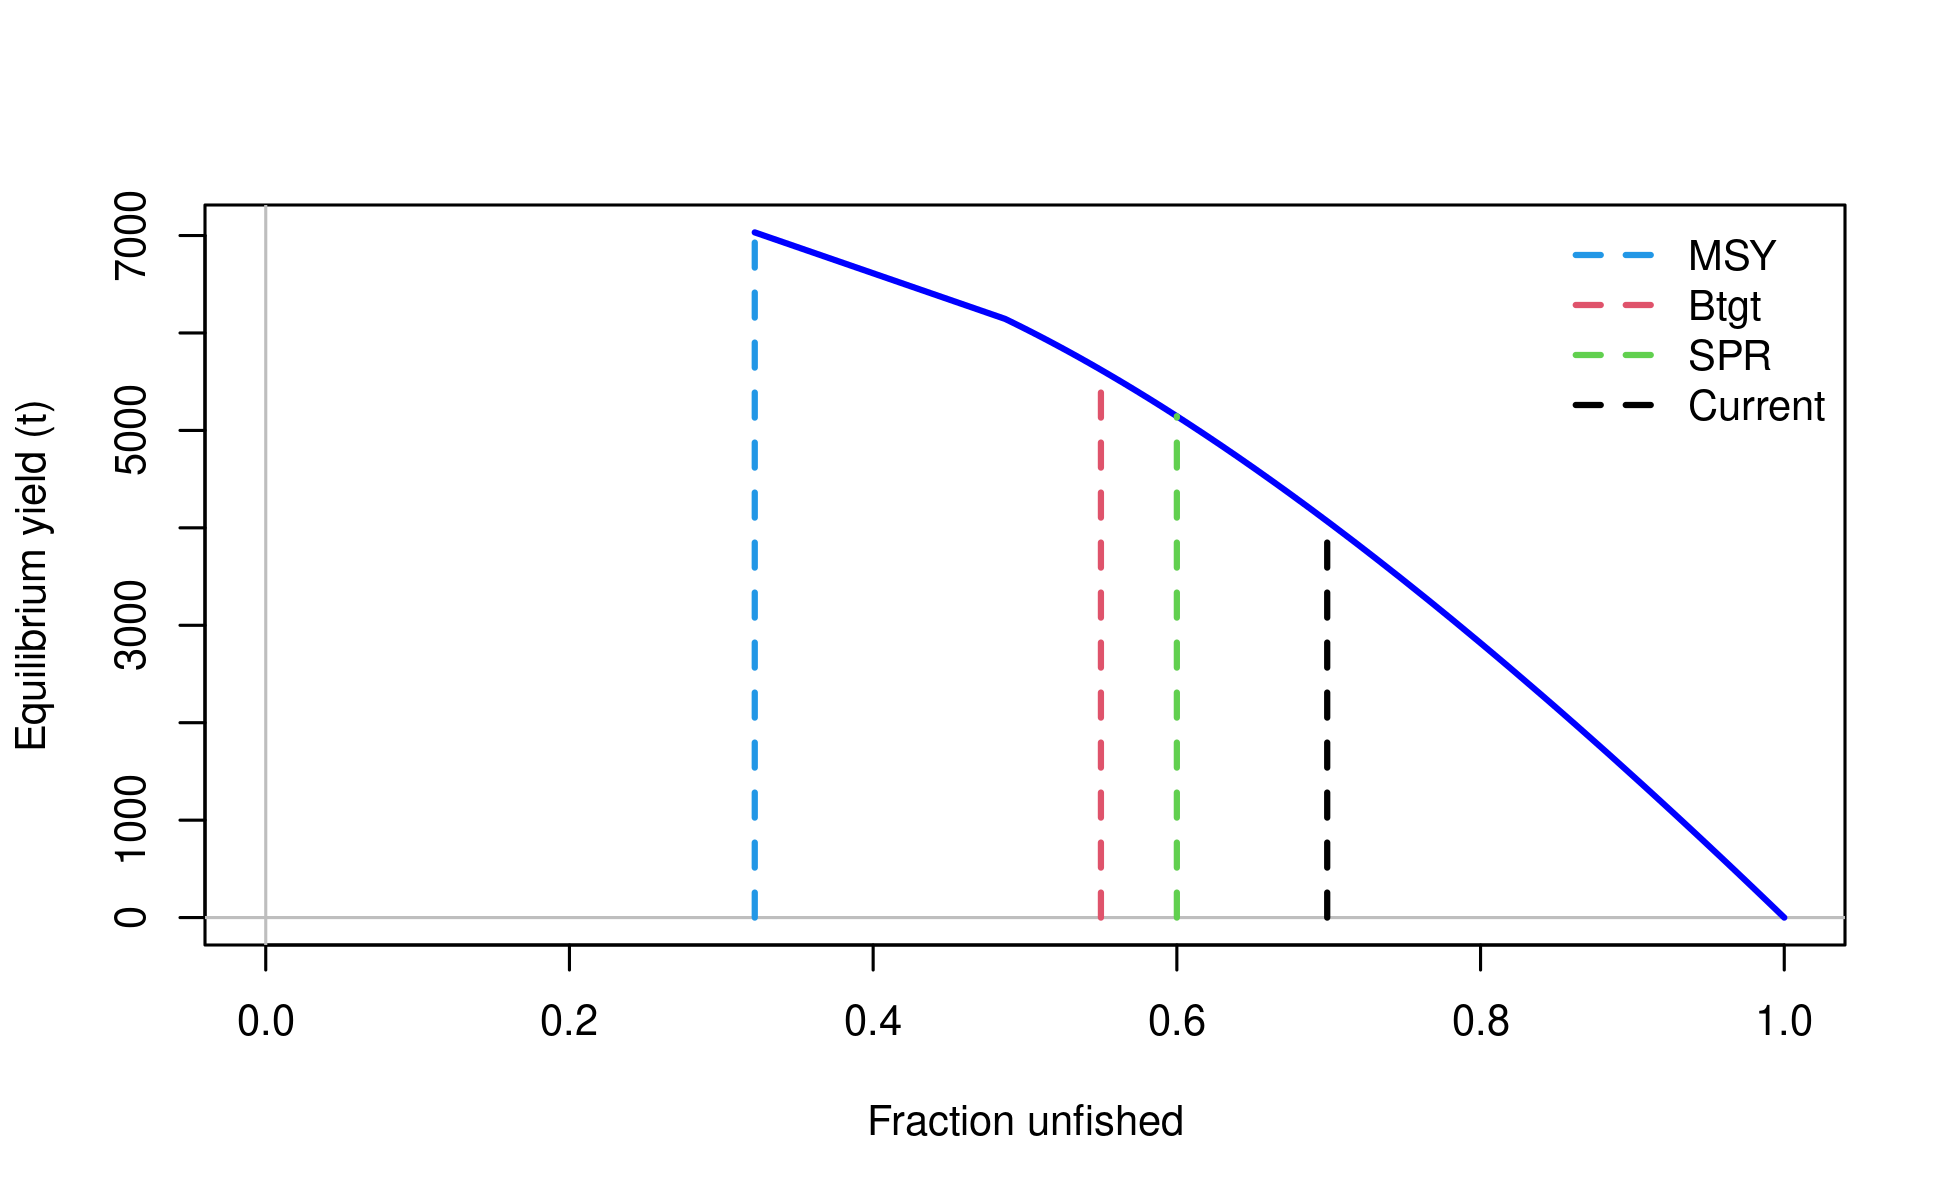 Equilibrium yield (t)
7000
5000
3000
1000
0
MSY
Btgt
SPR
Current
0.0 0.2 0.4 0.6 0.8 1.0
Fraction unfished